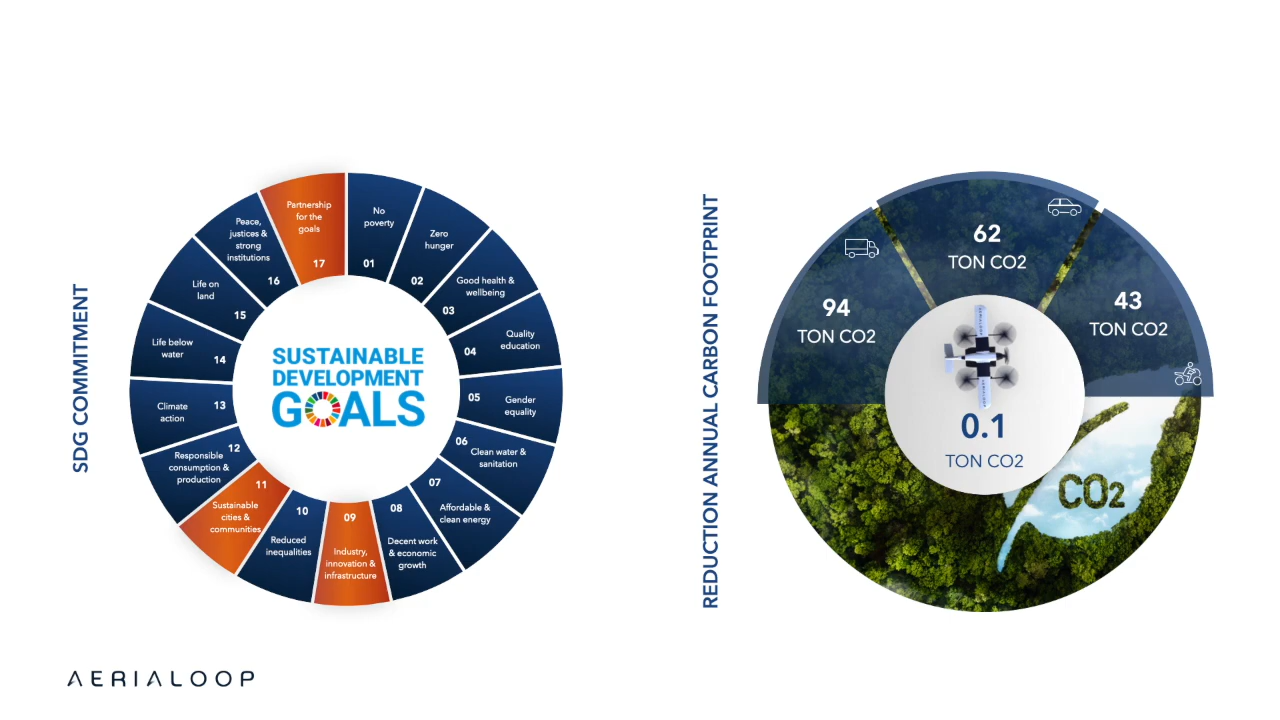 SDG COMMITMENT
Partnership
for the
goals
17
No
poverty
01
Zero
hunger
02
Good health &
wellbeing
03
Quality
education
04
Gender
equality
05
Clean water &
sanitation
06
Affordable &
clean energy
07
Decent work
& economic
growth
08
Industry,
innovation &
infrastructure
09
Reduced
inequalities
10
Sustainable
cities &
communities
11
Responsible
consumption &
production
12
Climate
action
13
Life below
water
14
Life on
land
15
Peace,
justices &
strong
institutions
16
SUSTAINABLE
DEVELOPMENT
GOALS
REDUCTION ANNUAL CARBON FOOTPRINT
94
TON CO2
62
TON CO2
43
TON CO2
0.1
TON CO2
CO2
AERIALOOP